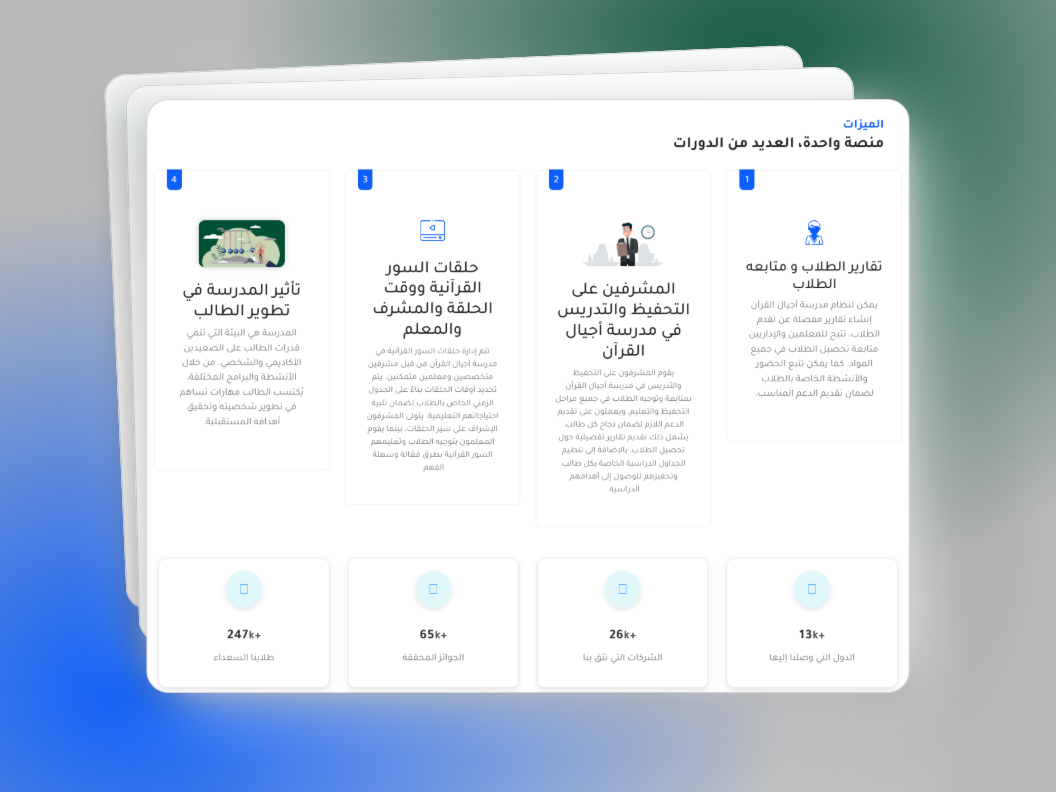 الميزات
منصة واحدة، العديد من الدورات
1
تقارير الطلاب و متابعه
الطلاب
يمكن لنظام مدرسة أجيال القرآن
إنشاء تقارير مفصلة عن تقدم
الطلاب، تتيح للمعلمين والإداريين
متابعة تحصيل الطلاب في جميع
المواد. كما يمكن تتبع الحضور
والأنشطة الخاصة بالطلاب
لضمان تقديم الدعم المناسب.
2
المشرفين على
التحفيظ والتدريس
في مدرسة أجيال
القرآن
يقوم المشرفون على التحفيظ
والتدريس في مدرسة أجيال القرآن
بمتابعة وتوجيه الطلاب في جميع مراحل
التحفيظ والتعليم، ويعملون على تقديم
الدعم اللازم لضمان نجاح كل طالب.
يشمل ذلك تقديم تقارير تفصيلية حول
تحصيل الطلاب، بالإضافة إلى تنظيم
الجداول الدراسية الخاصة بكل طالب
وتحفيزهم للوصول إلى أهدافهم
الدراسية.
3
حلقات السور
القرآنية ووقت
الحلقة والمشرف
والمعلم
تتم إدارة حلقات السور القرآنية في
مدرسة أجيال القرآن من قبل مشرفين
متخصصين ومعلمين متمكنين. يتم
تحديد أوقات الحلقات بناءً على الجدول
الزمني الخاص بالطلاب لضمان تلبية
احتياجاتهم التعليمية. يتولى المشرفون
الإشراف على سير الحلقات، بينما يقوم
المعلمون بتوجيه الطلاب وتعليمهم
السور القرآنية بطرق فعّالة وسهلة
الفهم.
4
تأثير المدرسة في
تطوير الطالب
المدرسة هي البيئة التي تنمي
قدرات الطالب على الصعيدين
الأكاديمي والشخصي. من خلال
الأنشطة والبرامج المختلفة،
يُكتسب الطالب مهارات تساهم
في تطوير شخصيته وتحقيق
أهدافه المستقبلية.
13k+
الدول التي وصلنا إليها
26k+
الشركات التي تثق بنا
65k+
الجوائز المحققة
247k+
طلابنا السعداء